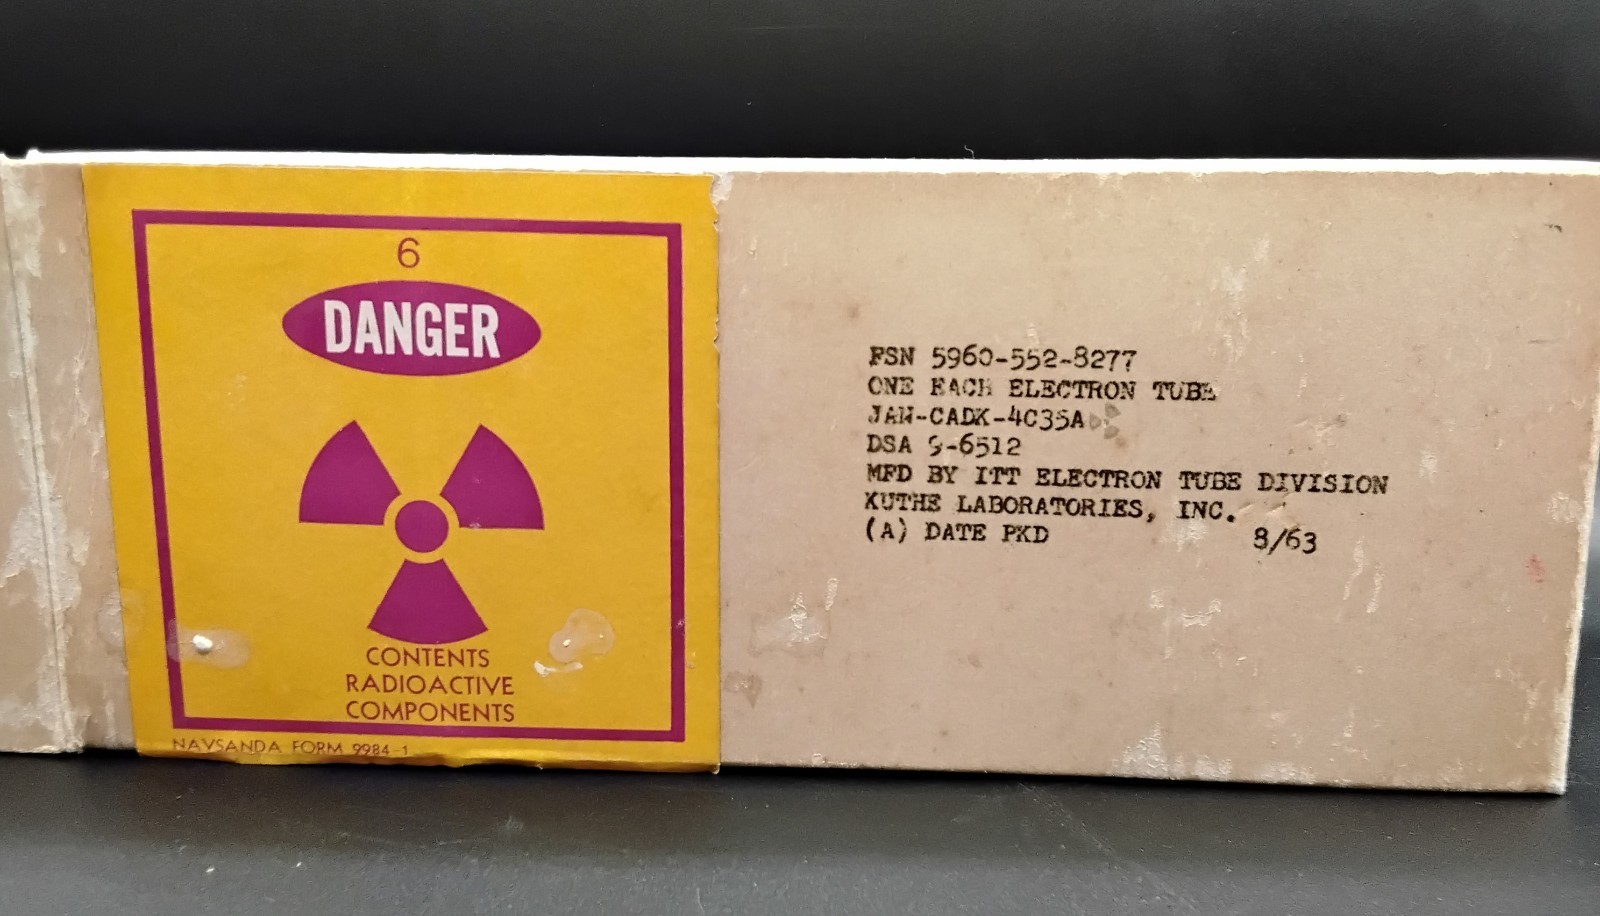 6
DANGER
CONTENTS
RADIOACTIVE
COMPONENTS
NAVSANDA FORM 9984-1
FSN 5960-552-8277
ONE EACH ELECTRON TUBE
JAN-CADK-4C35A
DSA 9-6512
MFD BY ITT ELECTRON TUBE DIVISION
KUTHE LABORATORIES, INC.
(A) DATE PKD 8/63